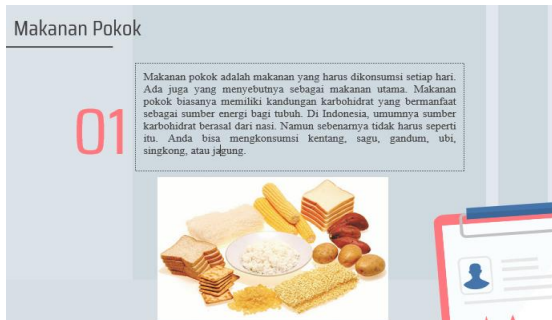 Makanan Pokok
01
Makanan pokok adalah makanan yang harus dikonsumsi setiap hari.
Ada juga yang menyebutnya sebagai makanan utama. Makanan
pokok biasanya memiliki kandungan karbohidrat yang bermanfaat
sebagai sumber energi bagi tubuh. Di Indonesia, umumnya sumber
karbohidrat berasal dari nasi. Namun sebenarnya tidak harus seperti
itu. Anda bisa mengkonsumsi kentang, sagu, gandum, ubi,
singkong, atau jagung.